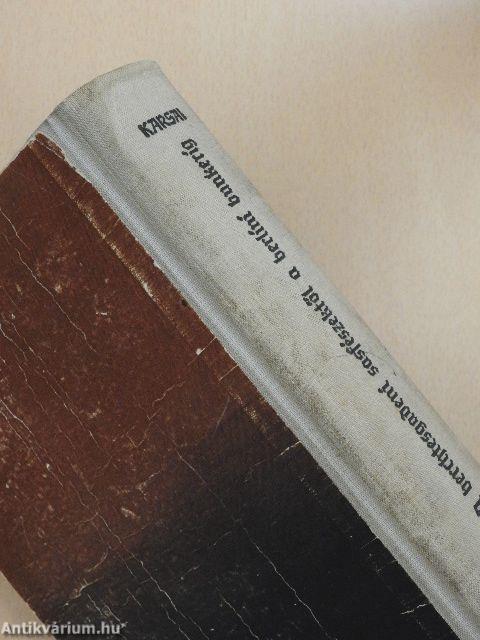 KARSAI
A berchtesgadeni sasfészektől a berlini bunkerig
Antikvárium.hu